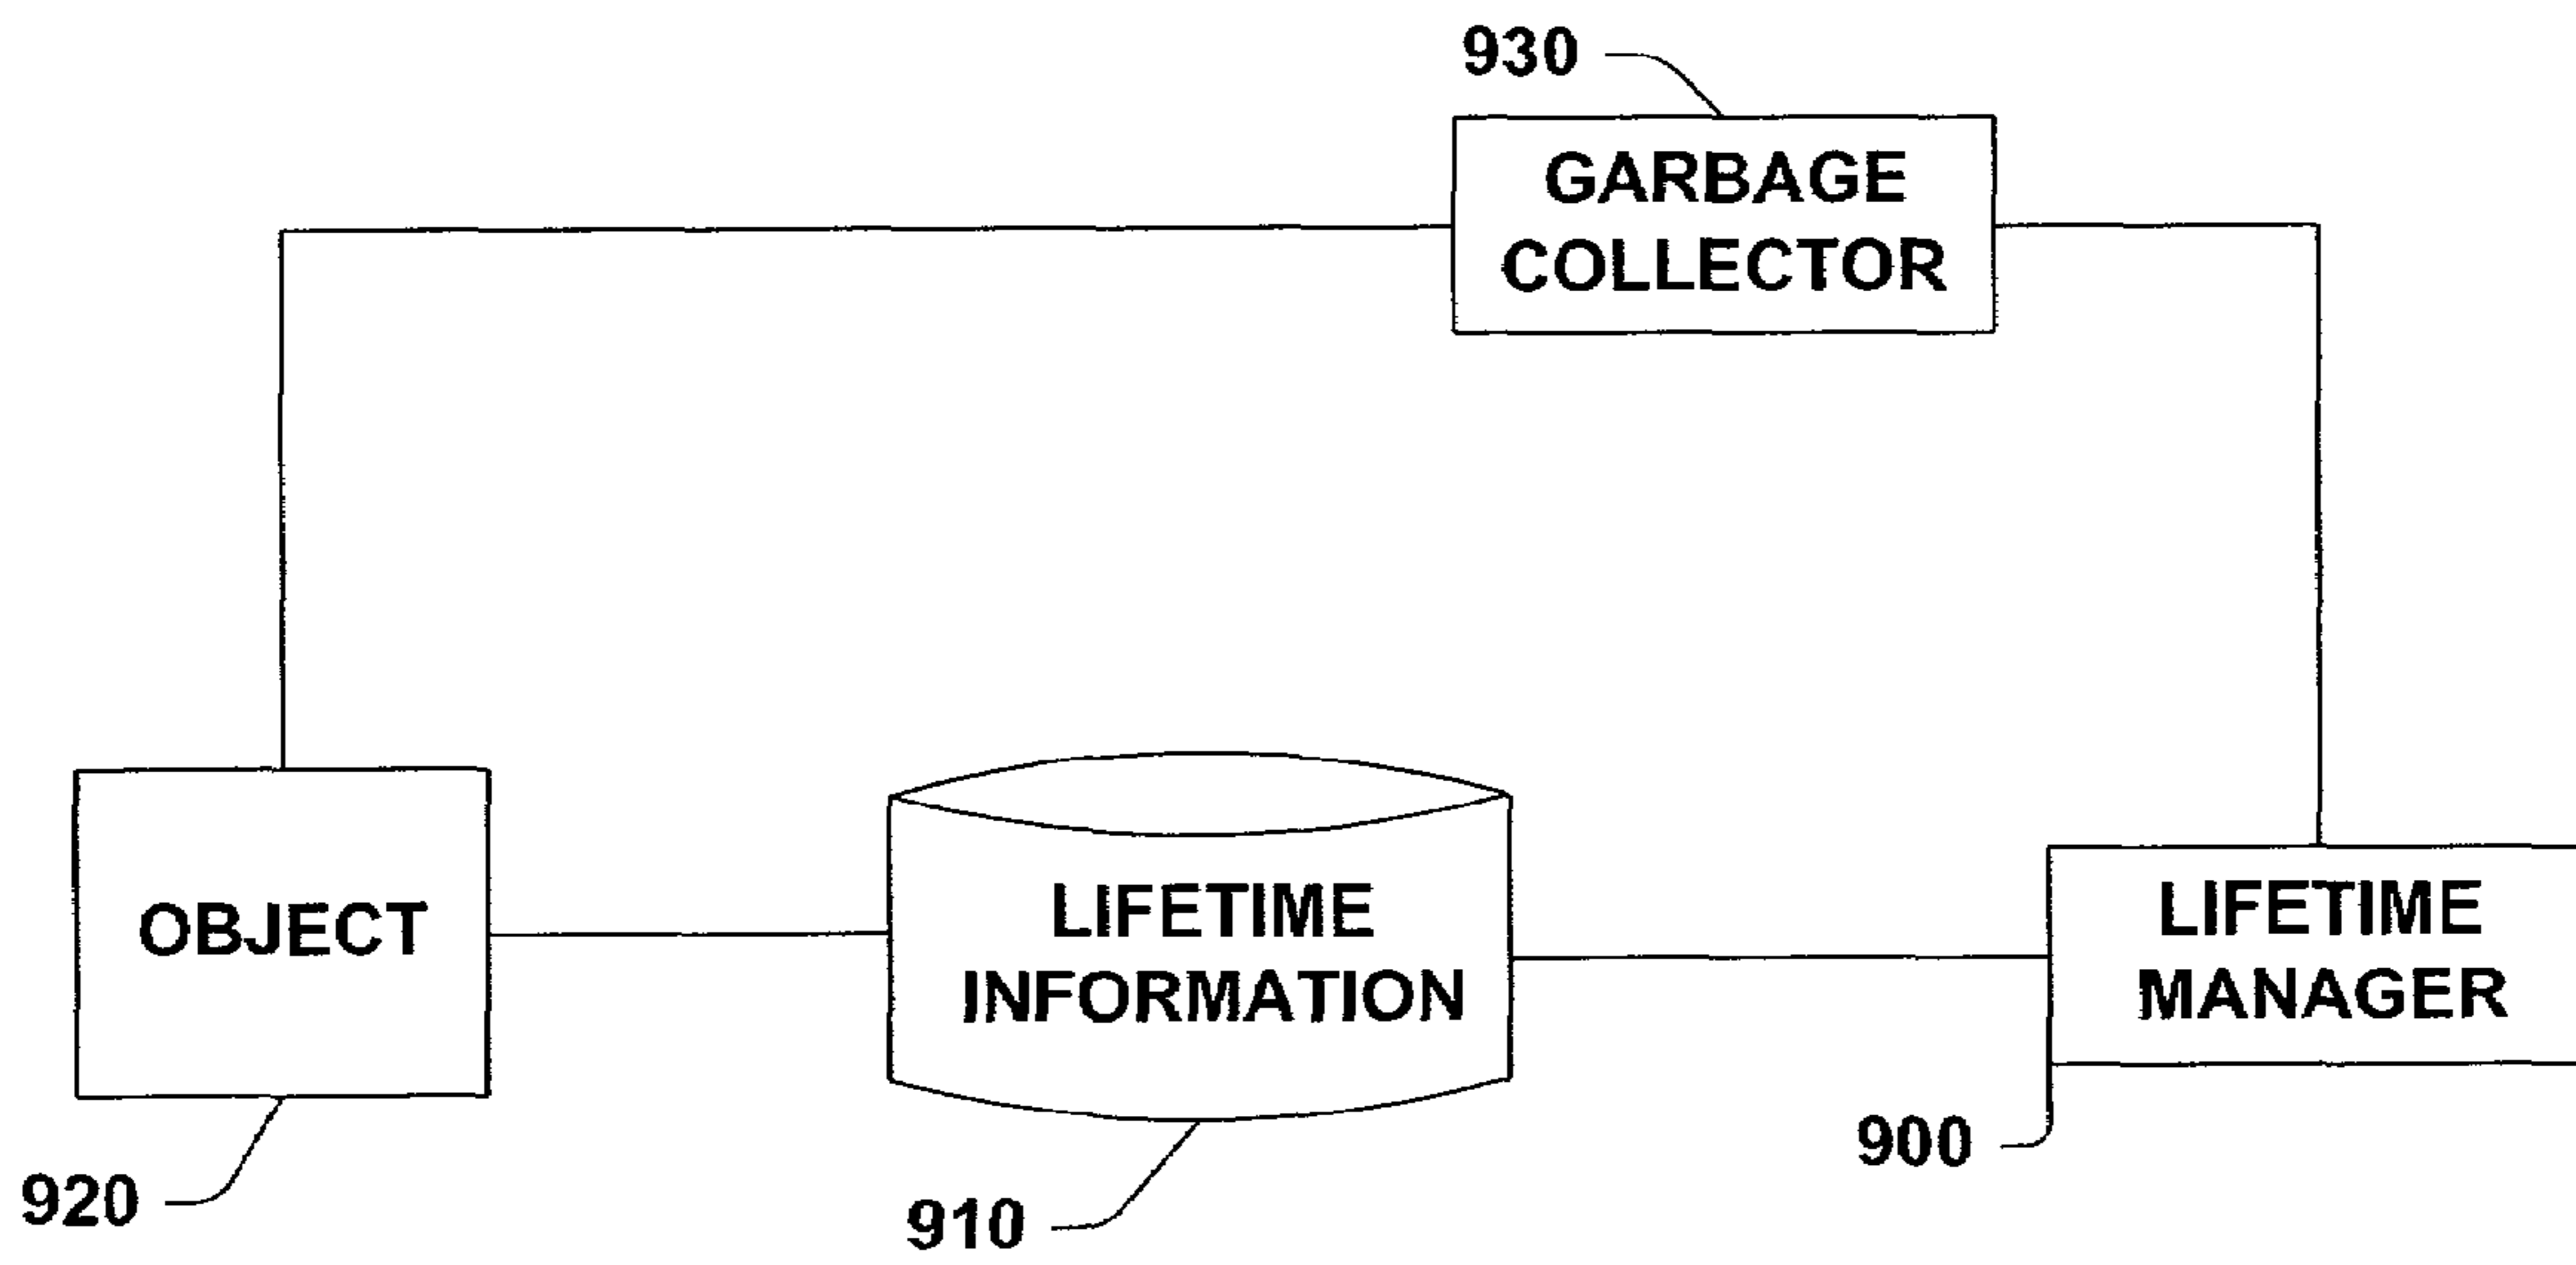 930
GARBAGE
COLLECTOR
OBJECT
LIFETIME
INFORMATION
LIFETIME
MANAGER
920
910
900